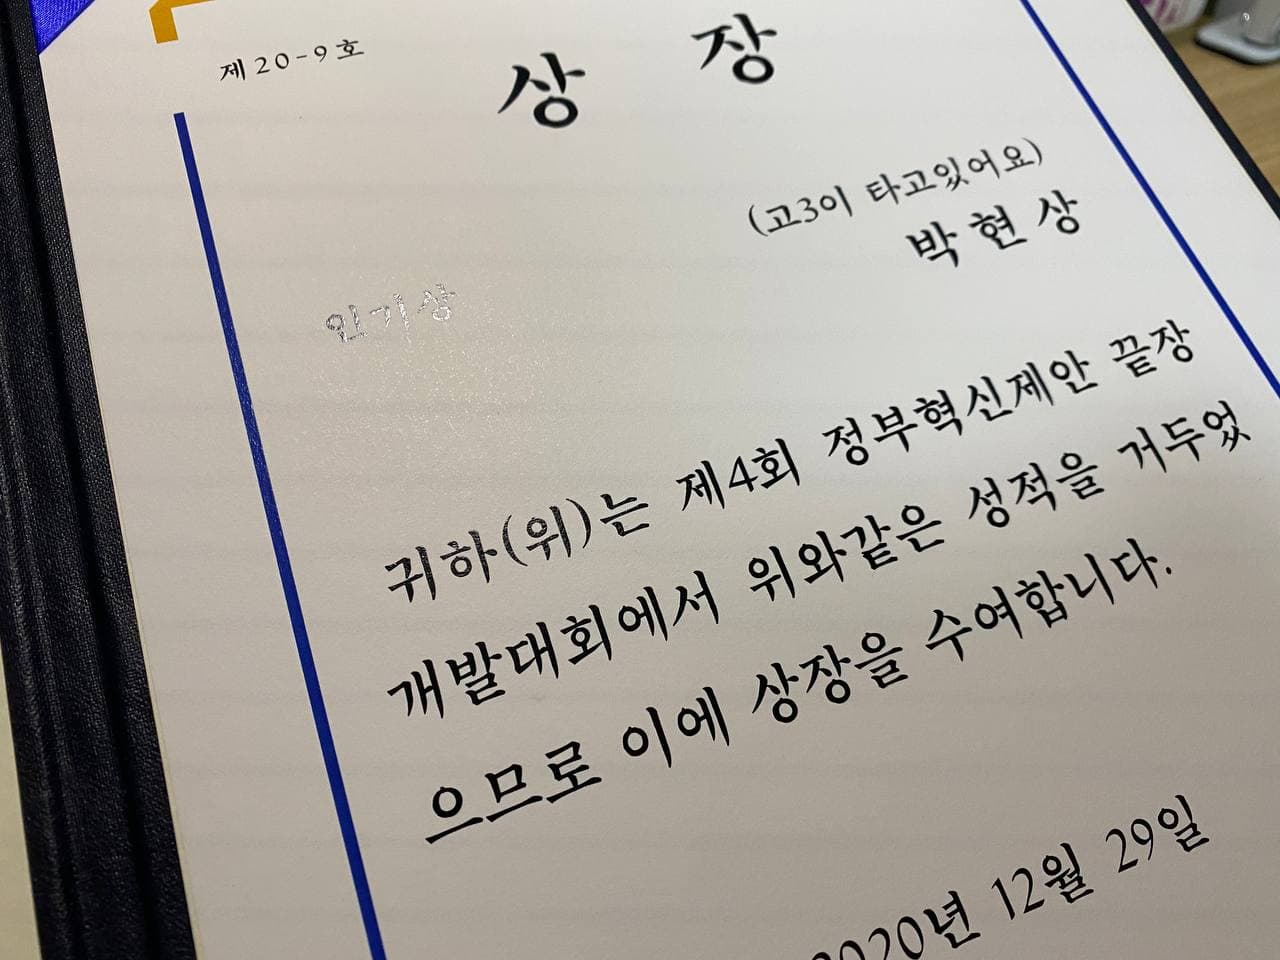 제 20-9 호
상 장
(고3이 타고있어요)
박 현 상
인기상
귀하(위)는 제4회 정부혁신제안 끝장
개발대회에서 위와같은 성적을 거두었
으므로 이에 상장을 수여합니다.
2020년 12월 29일